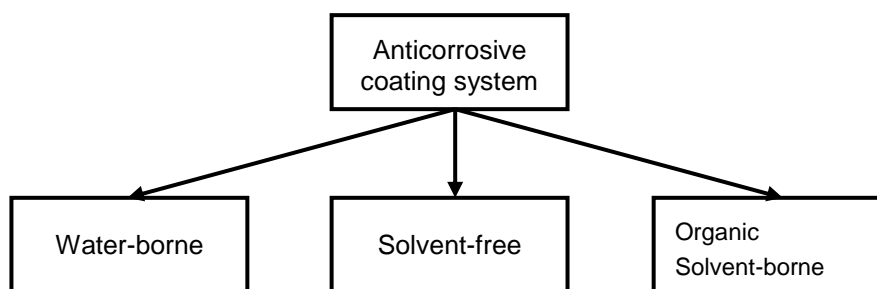 Anticorrosive
coating system
Water-borne
Solvent-free
Organic
Solvent-borne